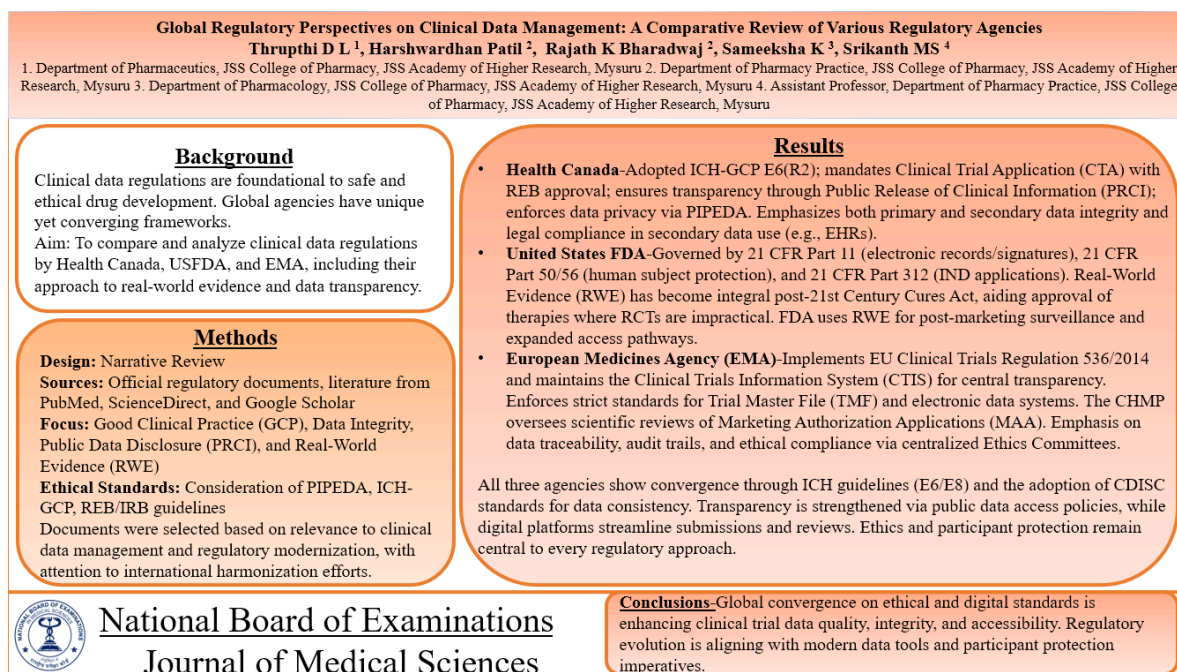 Global Regulatory Perspectives on Clinical Data Management: A Comparative Review of Various Regulatory Agencies
Thrupthi D L 1, Harshwardhan Patil 2, Rajath K Bharadwaj 2, Sameeksha K 3, Srikanth MS 4
1. Department of Pharmaceutics, JSS College of Pharmacy, JSS Academy of Higher Research, Mysuru 2. Department of Pharmacy Practice, JSS College of Pharmacy, JSS Academy of Higher
Research, Mysuru 3. Department of Pharmacology, JSS College of Pharmacy, JSS Academy of Higher Research, Mysuru 4. Assistant Professor, Department of Pharmacy Practice, JSS College
of Pharmacy, JSS Academy of Higher Research, Mysuru
Background
Clinical data regulations are foundational to safe and
ethical drug development. Global agencies have unique
yet converging frameworks.
Aim: To compare and analyze clinical data regulations
by Health Canada, USFDA, and EMA, including their
approach to real-world evidence and data transparency.
Methods
Design: Narrative Review
Sources: Official regulatory documents, literature from
PubMed, ScienceDirect, and Google Scholar
Focus: Good Clinical Practice (GCP), Data Integrity,
Public Data Disclosure (PRCI), and Real-World
Evidence (RWE)
Ethical Standards: Consideration of PIPEDA, ICH-
GCP, REB/IRB guidelines
Documents were selected based on relevance to clinical
data management and regulatory modernization, with
attention to international harmonization efforts.
Results
• Health Canada-Adopted ICH-GCP E6(R2); mandates Clinical Trial Application (CTA) with
REB approval; ensures transparency through Public Release of Clinical Information (PRCI);
enforces data privacy via PIPEDA. Emphasizes both primary and secondary data integrity and
legal compliance in secondary data use (e.g., EHRs).
• United States FDA-Governed by 21 CFR Part 11 (electronic records/signatures), 21 CFR
Part 50/56 (human subject protection), and 21 CFR Part 312 (IND applications). Real-World
Evidence (RWE) has become integral post-21st Century Cures Act, aiding approval of
therapies where RCTs are impractical. FDA uses RWE for post-marketing surveillance and
expanded access pathways.
• European Medicines Agency (EMA)-Implements EU Clinical Trials Regulation 536/2014
and maintains the Clinical Trials Information System (CTIS) for central transparency.
Enforces strict standards for Trial Master File (TMF) and electronic data systems. The CHMP
oversees scientific reviews of Marketing Authorization Applications (MAA). Emphasis on
data traceability, audit trails, and ethical compliance via centralized Ethics Committees.
All three agencies show convergence through ICH guidelines (E6/E8) and the adoption of CDISC
standards for data consistency. Transparency is strengthened via public data access policies, while
digital platforms streamline submissions and reviews. Ethics and participant protection remain
central to every regulatory approach.
National Board of Examinations
Journal of Medical Sciences
Conclusions-Global convergence on ethical and digital standards is
enhancing clinical trial data quality, integrity, and accessibility. Regulatory
evolution is aligning with modern data tools and participant protection
imperatives.